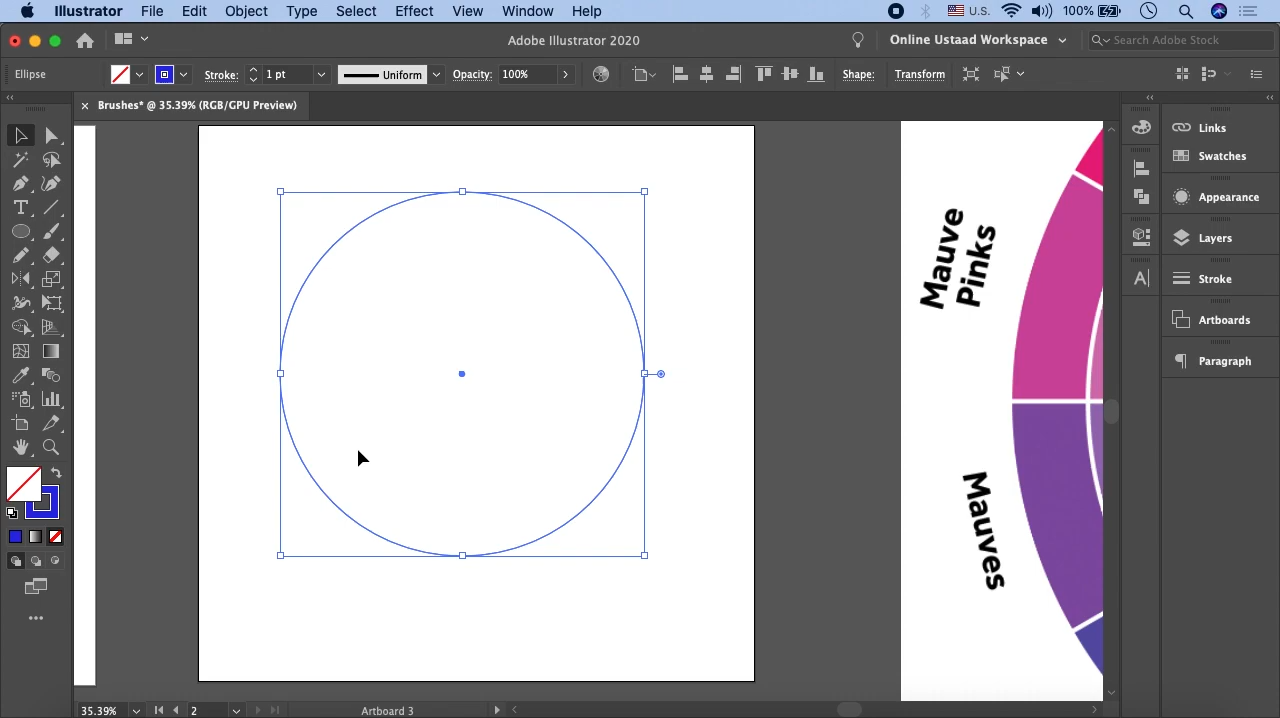 Illustrator File Edit Object Type Select Effect View Window Help U.S. 100%
Adobe Illustrator 2020 Online Ustaad Workspace Search Adobe Stock
Ellipse Stroke: 1 pt Uniform Opacity: 100% Shape: Transform
Brushes* @ 35.39% (RGB/GPU Preview)
Links
Swatches
Appearance
Layers
Stroke
Artboards
Paragraph
Mauve
Pinks
Mauves
35.39% 2 Artboard 3